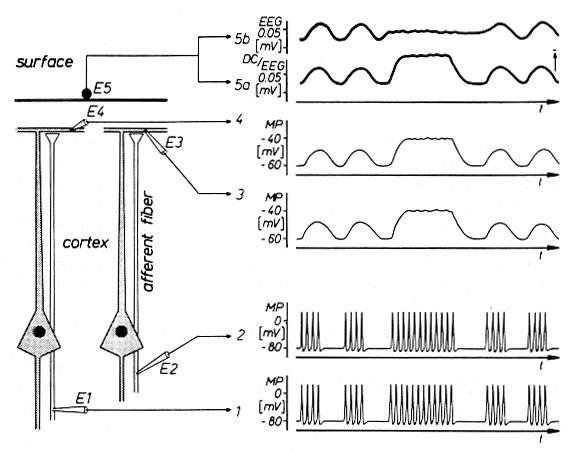 surface
E5
E4
E3
cortex
afferent fiber
E2
E1
5b
5a
4
3
2
1
EEG
0.05
[mV]
DC/EEG
0.05
[mV]
-
t
MP
-40
[mV]
-60
t
MP
-40
[mV]
-60
t
MP
0
[mV]
-80
t
MP
0
[mV]
-80
t